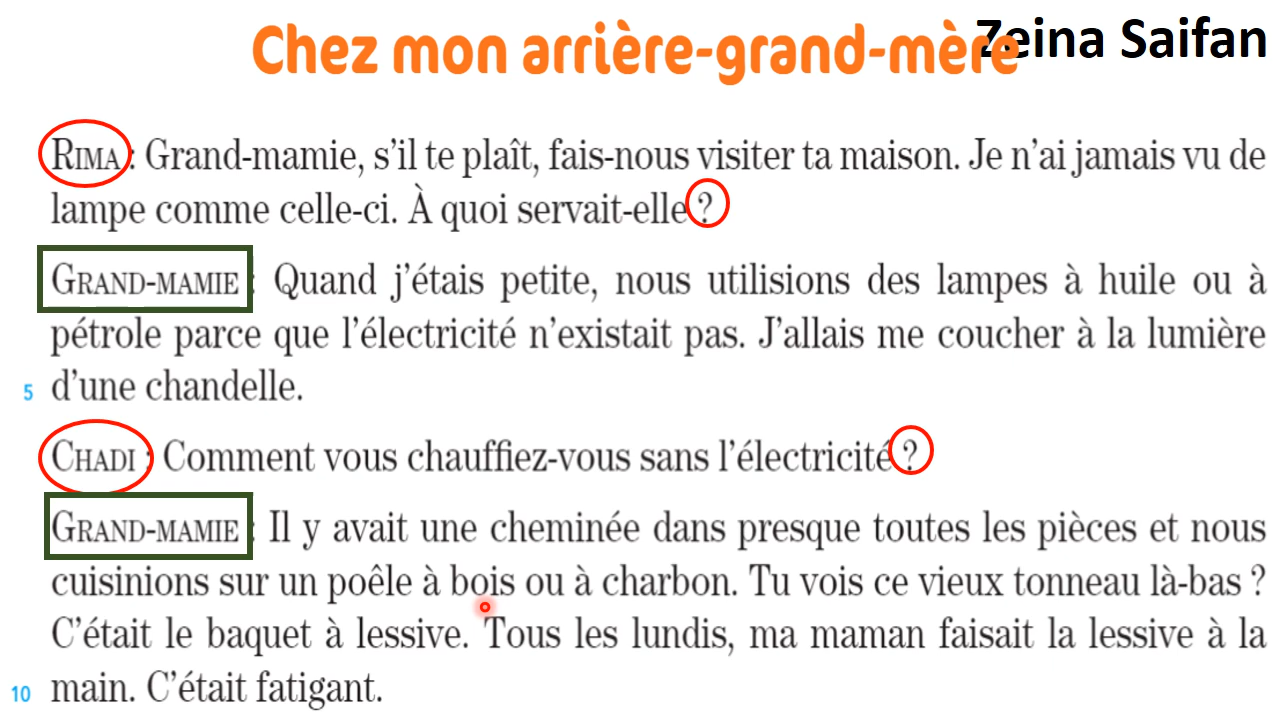 Chez mon arrière-grand-mère
Zeina Saifan
RIMA : Grand-mamie, s'il te plaît, fais-nous visiter ta maison. Je n'ai jamais vu de
lampe comme celle-ci. À quoi servait-elle ?
GRAND-MAMIE : Quand j'étais petite, nous utilisions des lampes à huile ou à
pétrole parce que l'électricité n'existait pas. J'allais me coucher à la lumière
5 d'une chandelle.
CHADI : Comment vous chauffiez-vous sans l'électricité ?
GRAND-MAMIE : Il y avait une cheminée dans presque toutes les pièces et nous
cuisinions sur un poêle à bois ou à charbon. Tu vois ce vieux tonneau là-bas ?
C'était le baquet à lessive. Tous les lundis, ma maman faisait la lessive à la
10 main. C'était fatigant.